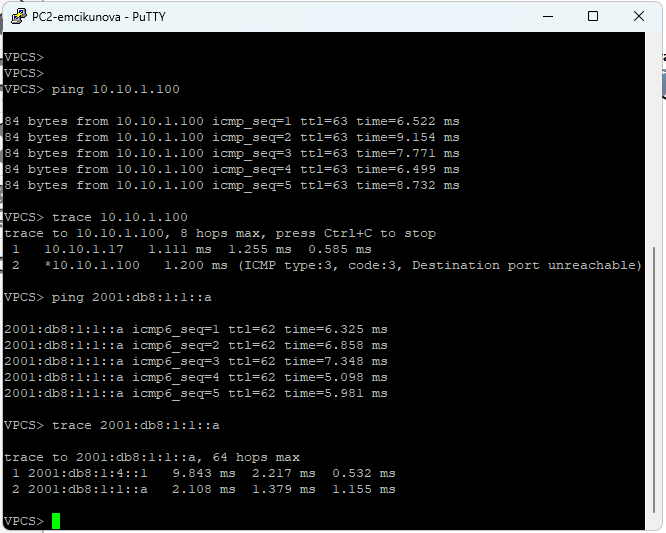 PC2-emcikunova - PuTTY
VPCS>
VPCS>
VPCS> ping 10.10.1.100
84 bytes from 10.10.1.100 icmp_seq=1 ttl=63 time=6.522 ms
84 bytes from 10.10.1.100 icmp_seq=2 ttl=63 time=9.154 ms
84 bytes from 10.10.1.100 icmp_seq=3 ttl=63 time=7.771 ms
84 bytes from 10.10.1.100 icmp_seq=4 ttl=63 time=6.499 ms
84 bytes from 10.10.1.100 icmp_seq=5 ttl=63 time=8.732 ms
VPCS> trace 10.10.1.100
trace to 10.10.1.100, 8 hops max, press Ctrl+C to stop
1 10.10.1.17 1.111 ms 1.255 ms 0.585 ms
2 *10.10.1.100 1.200 ms (ICMP type:3, code:3, Destination port unreachable)
VPCS> ping 2001:db8:1:1::a
2001:db8:1:1::a icmp6_seq=1 ttl=62 time=6.325 ms
2001:db8:1:1::a icmp6_seq=2 ttl=62 time=6.858 ms
2001:db8:1:1::a icmp6_seq=3 ttl=62 time=7.348 ms
2001:db8:1:1::a icmp6_seq=4 ttl=62 time=5.098 ms
2001:db8:1:1::a icmp6_seq=5 ttl=62 time=5.981 ms
VPCS> trace 2001:db8:1:1::a
trace to 2001:db8:1:1::a, 64 hops max
1 2001:db8:1:4::1 9.843 ms 2.217 ms 0.532 ms
2 2001:db8:1:1::a 2.108 ms 1.379 ms 1.155 ms
VPCS>